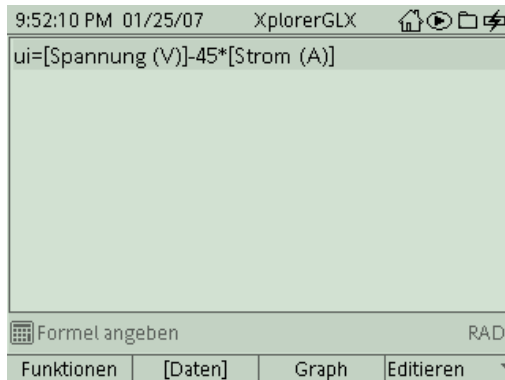 9:52:10 PM 01/25/07 XplorerGLX
ui=[Spannung (V)]-45*[Strom (A)]
Formel angeben RAD
Funktionen [Daten] Graph Editieren